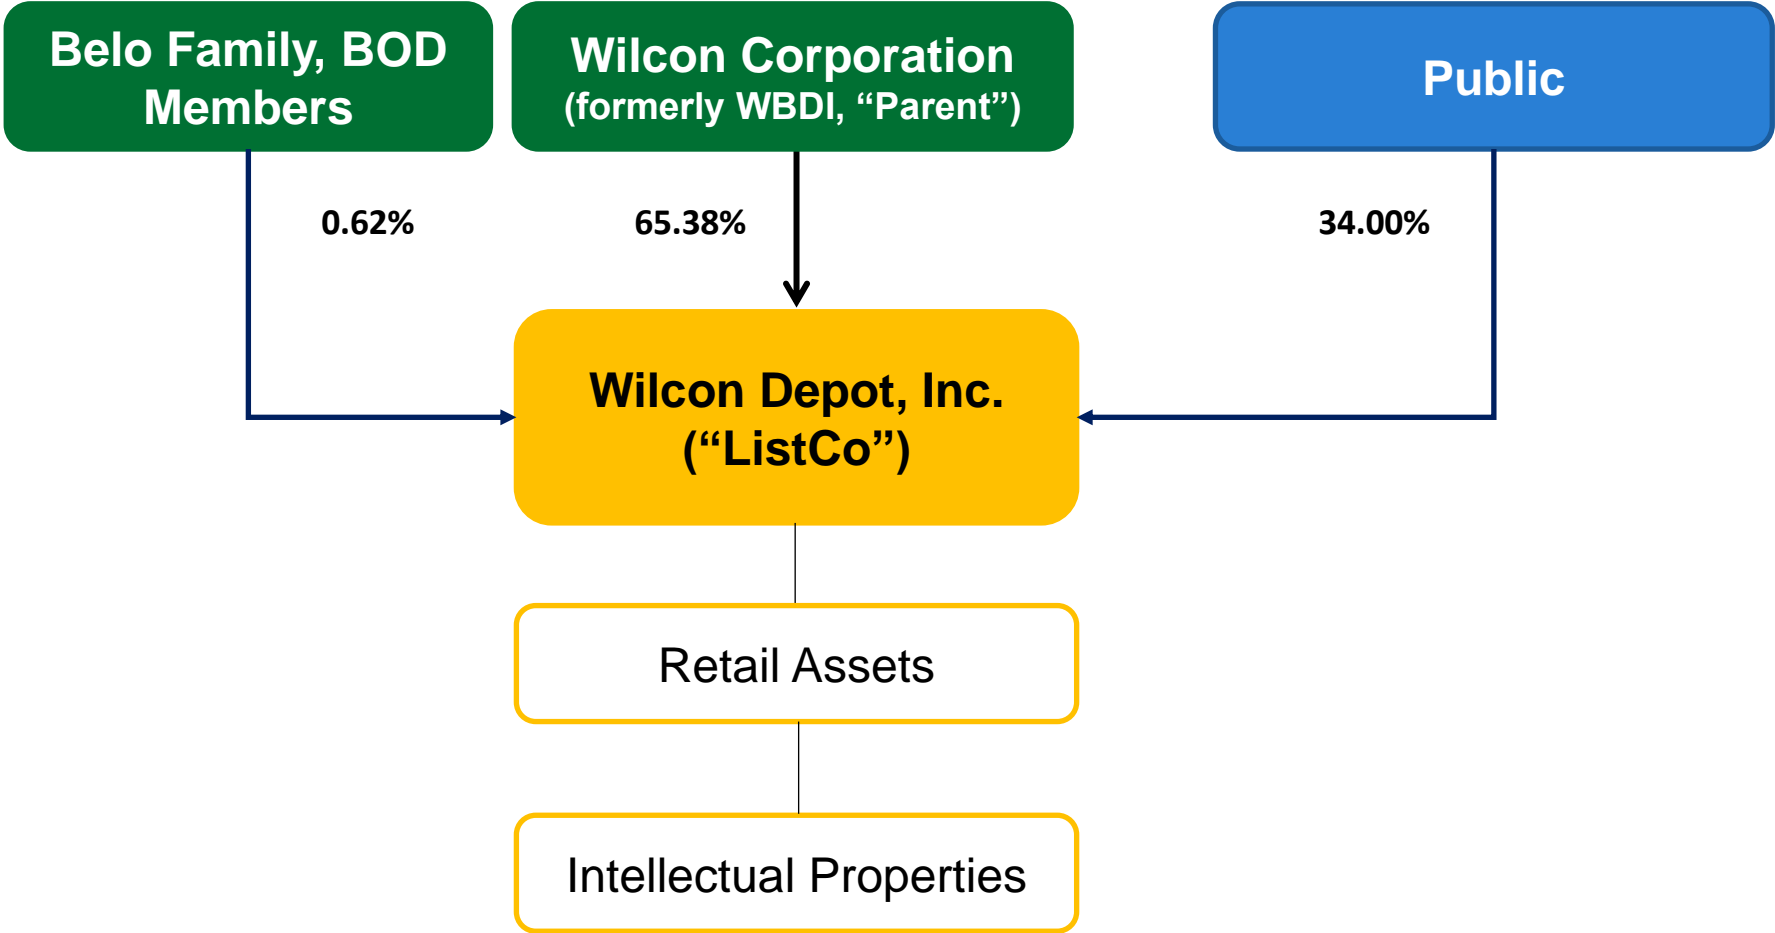 Belo Family, BOD
Members
Wilcon Corporation
(formerly WBDI, “Parent”)
Public
0.62%
65.38%
34.00%
Wilcon Depot, Inc.
(“ListCo”)
Retail Assets
Intellectual Properties